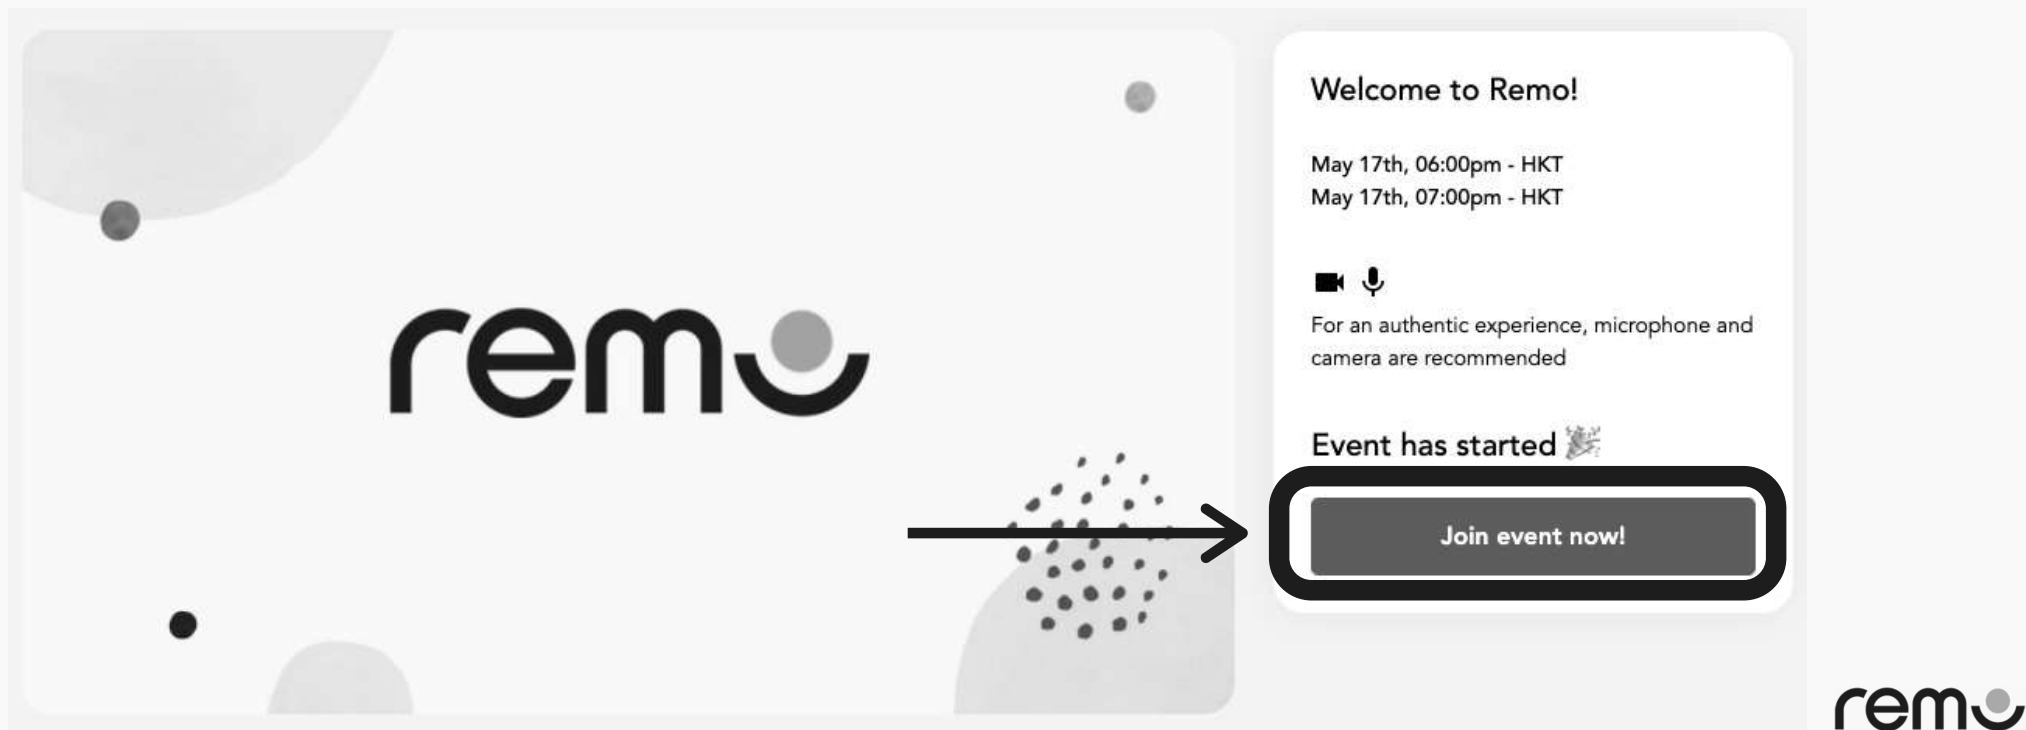 remo
Welcome to Remo!
May 17th, 06:00pm - HKT
May 17th, 07:00pm - HKT
For an authentic experience, microphone and
camera are recommended
Event has started
Join event now!
remo